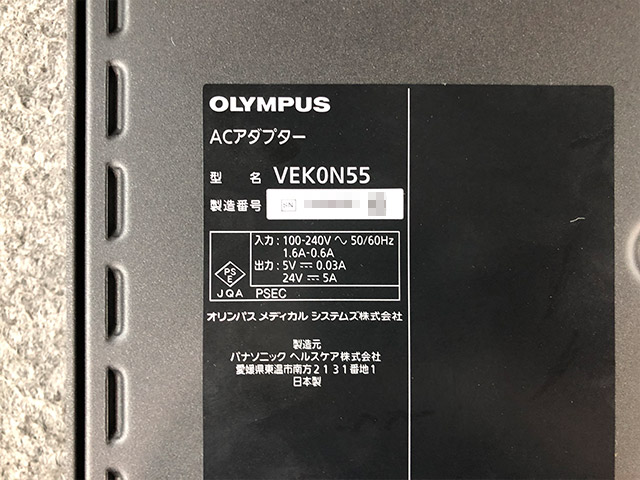 OLYMPUS
ACアダプター
型 名 VEK0N55
製造番号 SN
入力 : 100-240V ～ 50/60Hz
1.6A-0.6A
出力 : 5V ⎓ 0.03A
24V ⎓ 5A
PS
E
JQA PSEC
オリンパス メディカル システムズ株式会社
製造元
パナソニック ヘルスケア株式会社
愛媛県東温市南方2131番地1
日本製